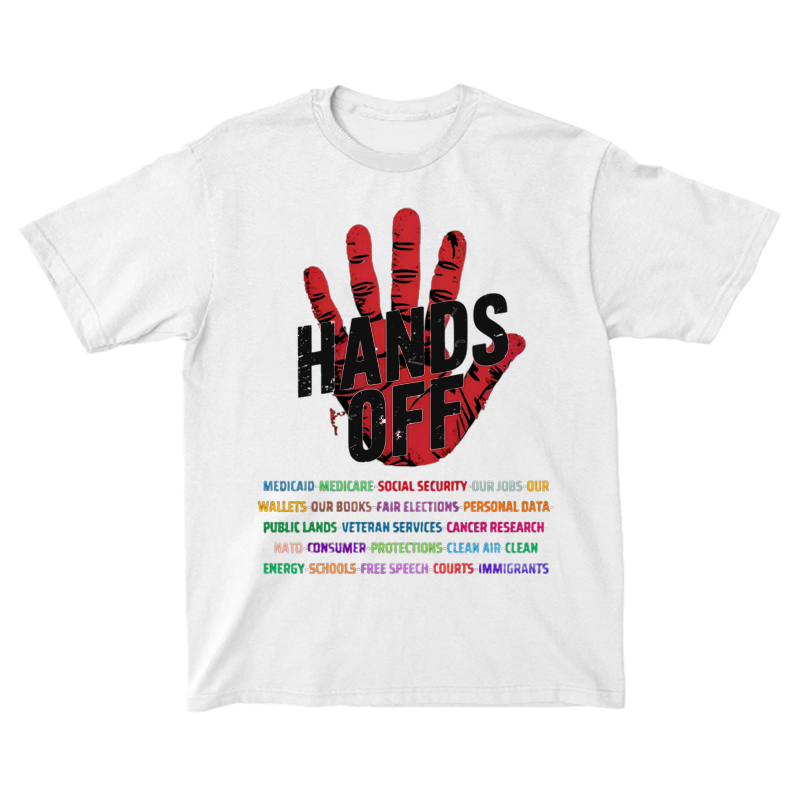 HANDS
OFF
MEDICAID-MEDICARE-SOCIAL SECURITY-OUR JOBS-OUR
WALLETS-OUR BOOKS-FAIR ELECTIONS-PERSONAL DATA-
PUBLIC LANDS-VETERAN SERVICES-CANCER RESEARCH
NATO-CONSUMER-PROTECTIONS-CLEAN AIR-CLEAN
ENERGY-SCHOOLS-FREE SPEECH-COURTS-IMMIGRANTS